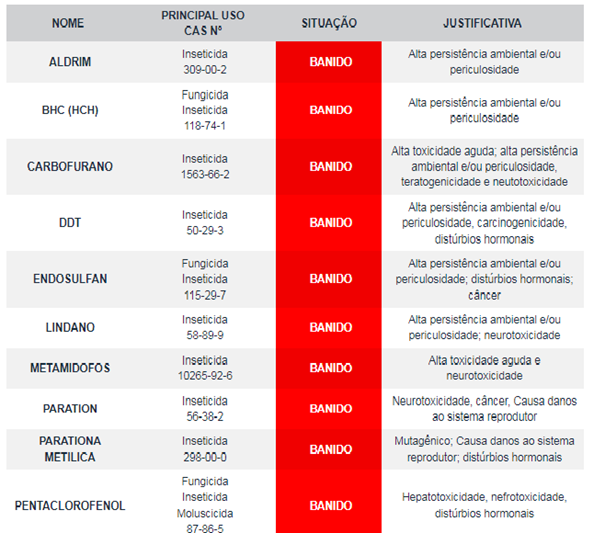 NOME PRINCIPAL USO CAS Nº SITUAÇÃO JUSTIFICATIVA
ALDRIM
Inseticida
309-00-2
BANIDO
Alta persistência ambiental e/ou
periculosidade
BHC (HCH)
Fungicida
Inseticida
118-74-1
BANIDO
Alta persistência ambiental e/ou
periculosidade
CARBOFURANO
Inseticida
1563-66-2
BANIDO
Alta toxicidade aguda; alta persistência
ambiental e/ou periculosidade,
teratogenicidade e neutotoxicidade
DDT
Inseticida
50-29-3
BANIDO
Alta persistência ambiental e/ou
periculosidade, carcinogenicidade,
distúrbios hormonais
ENDOSULFAN
Fungicida
Inseticida
115-29-7
BANIDO
Alta persistência ambiental e/ou
periculosidade; distúrbios hormonais;
câncer
LINDANO
Inseticida
58-89-9
BANIDO
Alta persistência ambiental e/ou
periculosidade; neurotoxicidade
METAMIDOFOS
Inseticida
10265-92-6
BANIDO
Alta toxicidade aguda e
neurotoxicidade
PARATION
Inseticida
56-38-2
BANIDO
Neurotoxicidade, câncer, Causa danos
ao sistema reprodutor
PARATIONA
METILICA
Inseticida
298-00-0
BANIDO
Mutagênico; Causa danos ao sistema
reprodutor; distúrbios hormonais
PENTACLOROFENOL
Fungicida
Inseticida
Moluscicida
87-86-5
BANIDO
Hepatotoxicidade, nefrotoxicidade,
distúrbios hormonais